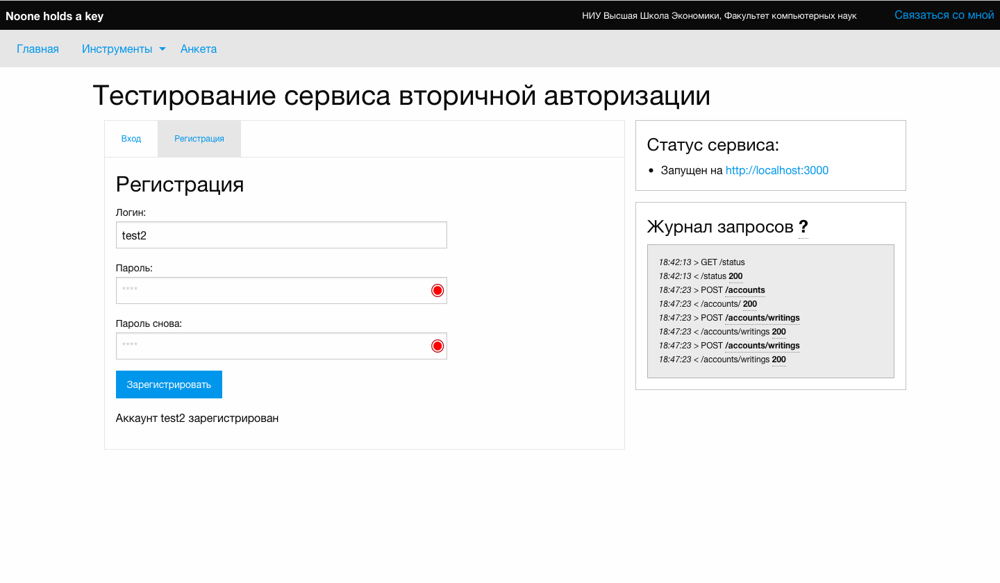 Noone holds a key
НИУ Высшая Школа Экономики, Факультет компьютерных наук
Связаться со мной
Главная
Инструменты
Анкета
Тестирование сервиса вторичной авторизации
Вход
Регистрация
Регистрация
Логин:
test2
Пароль:
****
Пароль снова:
****
Зарегистрировать
Аккаунт test2 зарегистрирован
Статус сервиса:
Запущен на http://localhost:3000
Журнал запросов ?
18:42:13 > GET /status
18:42:13 < /status 200
18:47:23 > POST /accounts
18:47:23 < /accounts/ 200
18:47:23 > POST /accounts/writings
18:47:23 < /accounts/writings 200
18:47:23 > POST /accounts/writings
18:47:23 < /accounts/writings 200